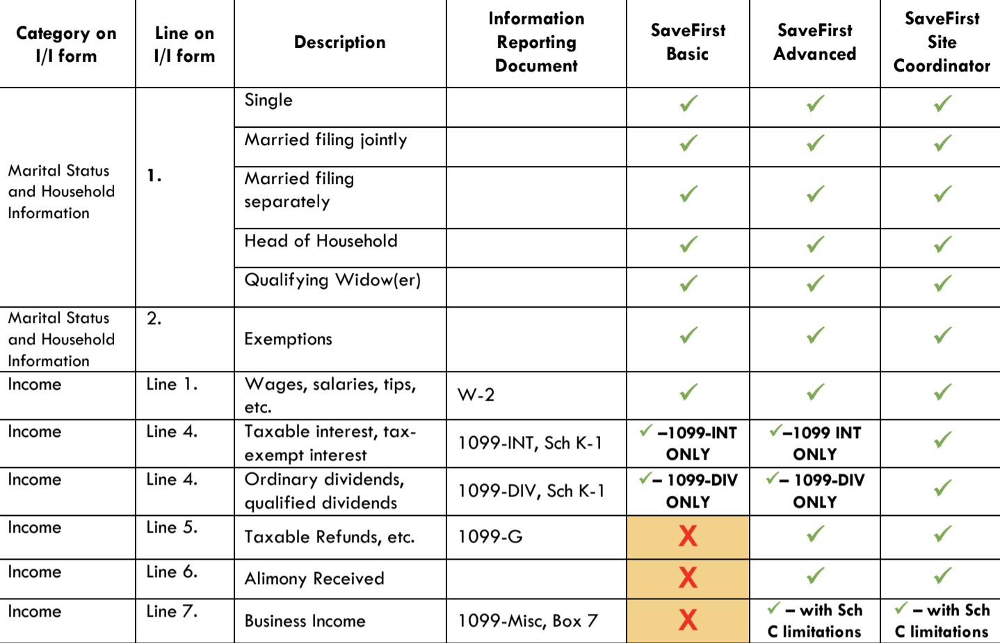 Category on I/I form
Line on I/I form
Description
Information Reporting Document
SaveFirst Basic
SaveFirst Advanced
SaveFirst Site Coordinator
Marital Status and Household Information
1.
Single
✓ ✓ ✓
Married filing jointly
✓ ✓ ✓
Married filing separately
✓ ✓ ✓
Head of Household
✓ ✓ ✓
Qualifying Widow(er)
✓ ✓ ✓
Marital Status and Household Information
2.
Exemptions
✓ ✓ ✓
Income
Line 1.
Wages, salaries, tips, etc.
W-2
✓ ✓ ✓
Income
Line 4.
Taxable interest, tax-exempt interest
1099-INT, Sch K-1
✓ –1099-INT ONLY
✓–1099 INT ONLY
✓
Income
Line 4.
Ordinary dividends, qualified dividends
1099-DIV, Sch K-1
✓– 1099-DIV ONLY
✓– 1099-DIV ONLY
✓
Income
Line 5.
Taxable Refunds, etc.
1099-G
X ✓ ✓
Income
Line 6.
Alimony Received
X ✓ ✓
Income
Line 7.
Business Income
1099-Misc, Box 7
X
✓ – with Sch C limitations
✓ – with Sch C limitations